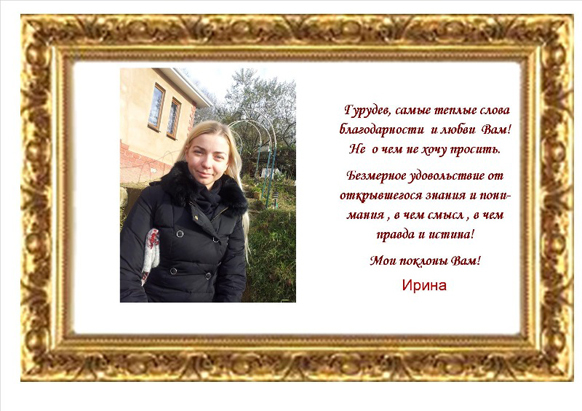 Гурудев, самые теплые слова
благодарности и любви Вам!
Не о чем не хочу просить.
Безмерное удовольствие от
открывшегося знания и пони-
мания , в чем смысл , в чем
правда и истина!
Мои поклоны Вам!
Ирина